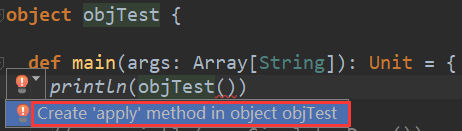 object objTest {
def main(args: Array[String]): Unit = {
println(objTest())
Create 'apply' method in object objTest